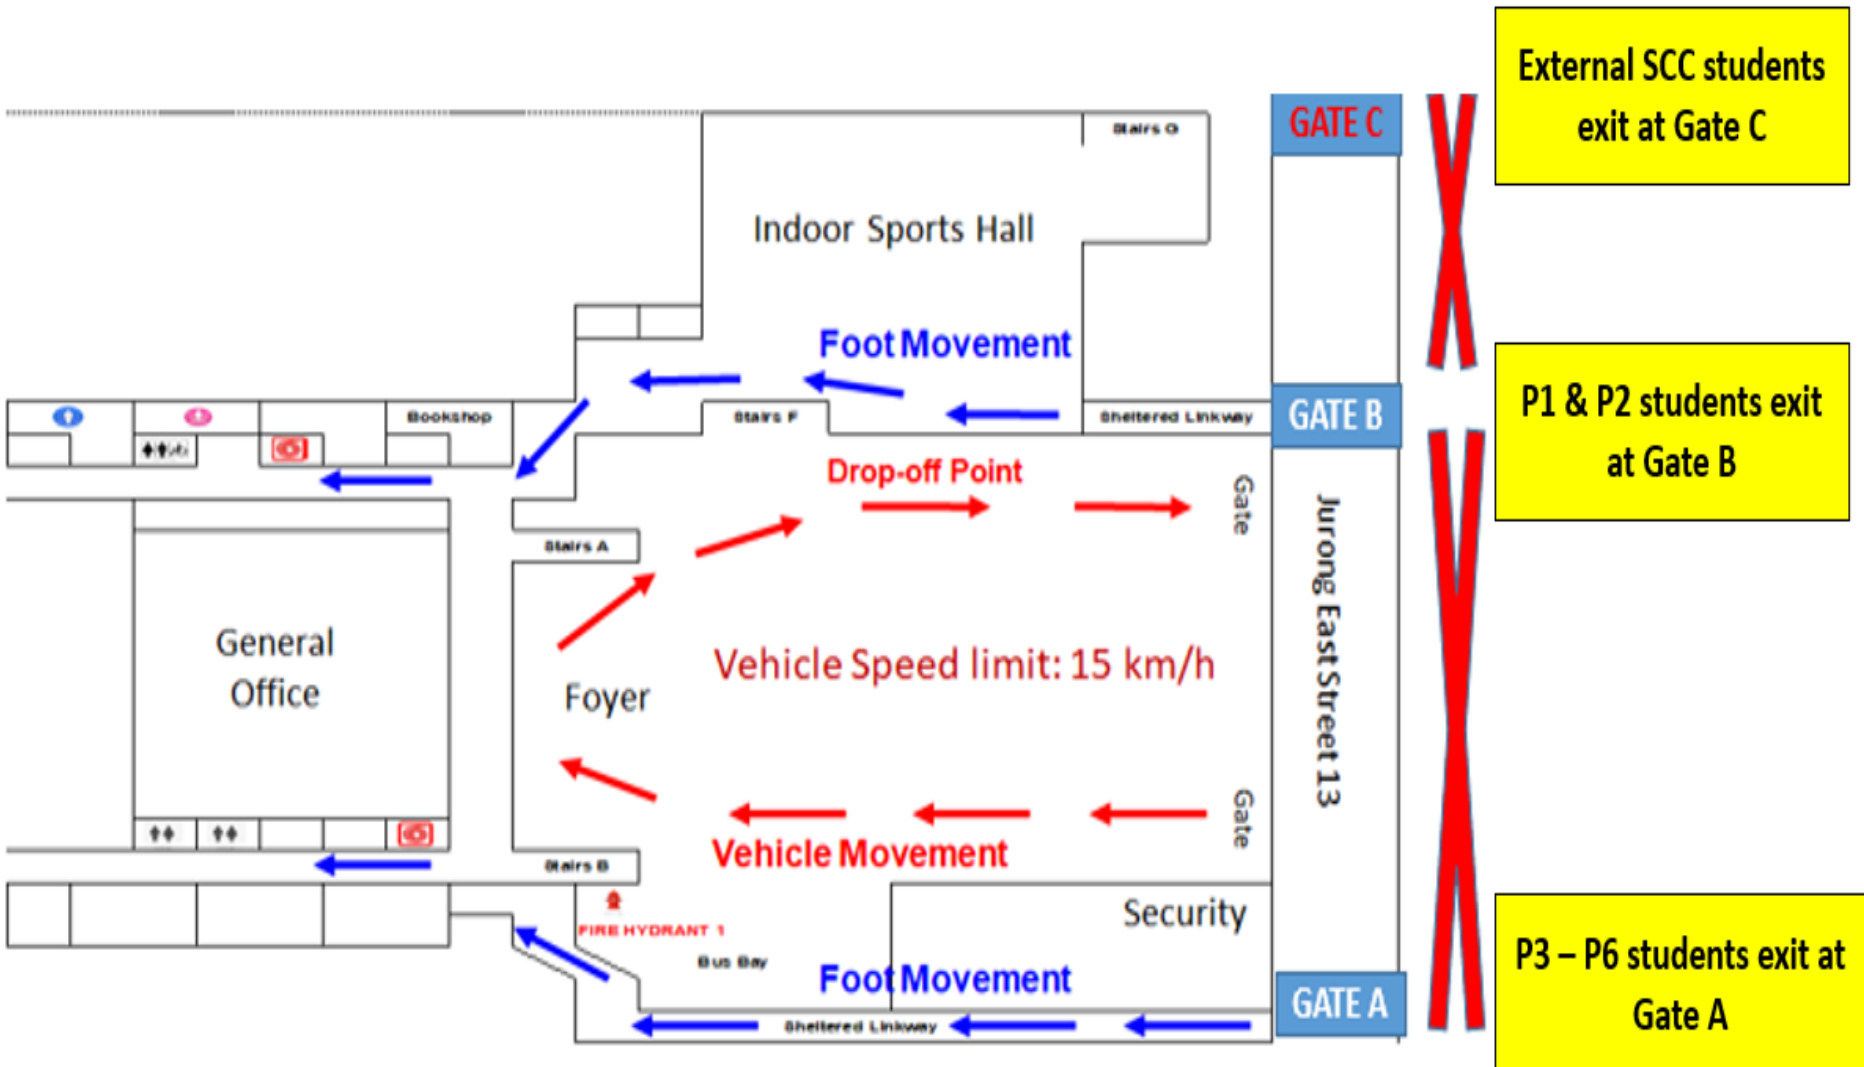 External SCC students
exit at Gate C
GATE C
Stairs G
Indoor Sports Hall
Foot Movement
P1 & P2 students exit
at Gate B
GATE B
Bookshop
Stairs F
Sheltered Linkway
Drop-off Point
Gate
Jurong East Street 13
Stairs A
General
Office
Vehicle Speed limit: 15 km/h
Foyer
Gate
Vehicle Movement
Stairs B
Security
FIRE HYDRANT 1
Bus Bay
Foot Movement
P3 – P6 students exit at
Gate A
GATE A
Sheltered Linkway